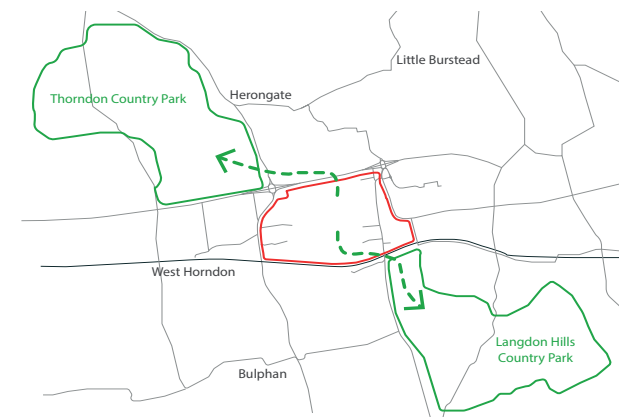 Little Burstead
Herongate
Thorndon Country Park
West Horndon
Langdon Hills
Country Park
Bulphan